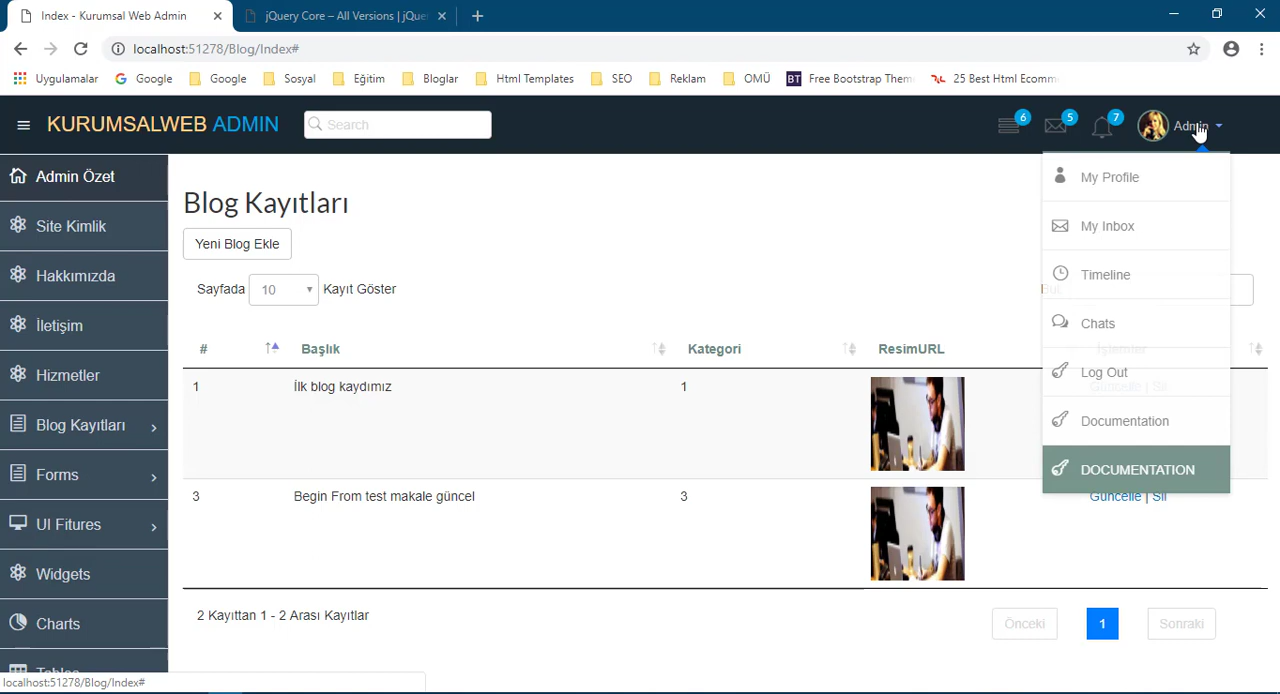 Index - Kurumsal Web Admin
jQuery Core – All Versions | jQue
localhost:51278/Blog/Index#
Uygulamalar
Google
Google
Sosyal
Eğitim
Bloglar
Html Templates
SEO
Reklam
OMÜ
BT Free Bootstrap Them
25 Best Html Ecomm
KURUMSALWEB ADMIN
Search
6
5
7
Admin
Admin Özet
Site Kimlik
Hakkımızda
İletişim
Hizmetler
Blog Kayıtları
Forms
UI Fitures
Widgets
Charts
Tables
Blog Kayıtları
Yeni Blog Ekle
Sayfada 10 Kayıt Göster
Bul:
# Başlık Kategori ResimURL İşlemler
1 İlk blog kaydımız 1 Güncelle | Sil
3 Begin From test makale güncel 3 Güncelle | Sil
2 Kayıttan 1 - 2 Arası Kayıtlar
Önceki 1 Sonraki
My Profile
My Inbox
Timeline
Chats
Log Out
Documentation
DOCUMENTATION
localhost:51278/Blog/Index#